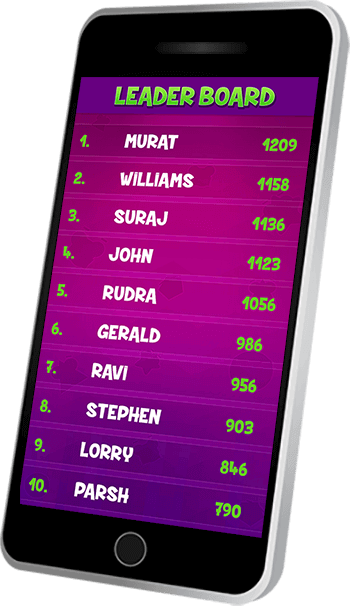 LEADER BOARD
1. MURAT 1209
2. WILLIAMS 1158
3. SURAJ 1136
4. JOHN 1123
5. RUDRA 1056
6. GERALD 986
7. RAVI 956
8. STEPHEN 903
9. LORRY 846
10. PARSH 790